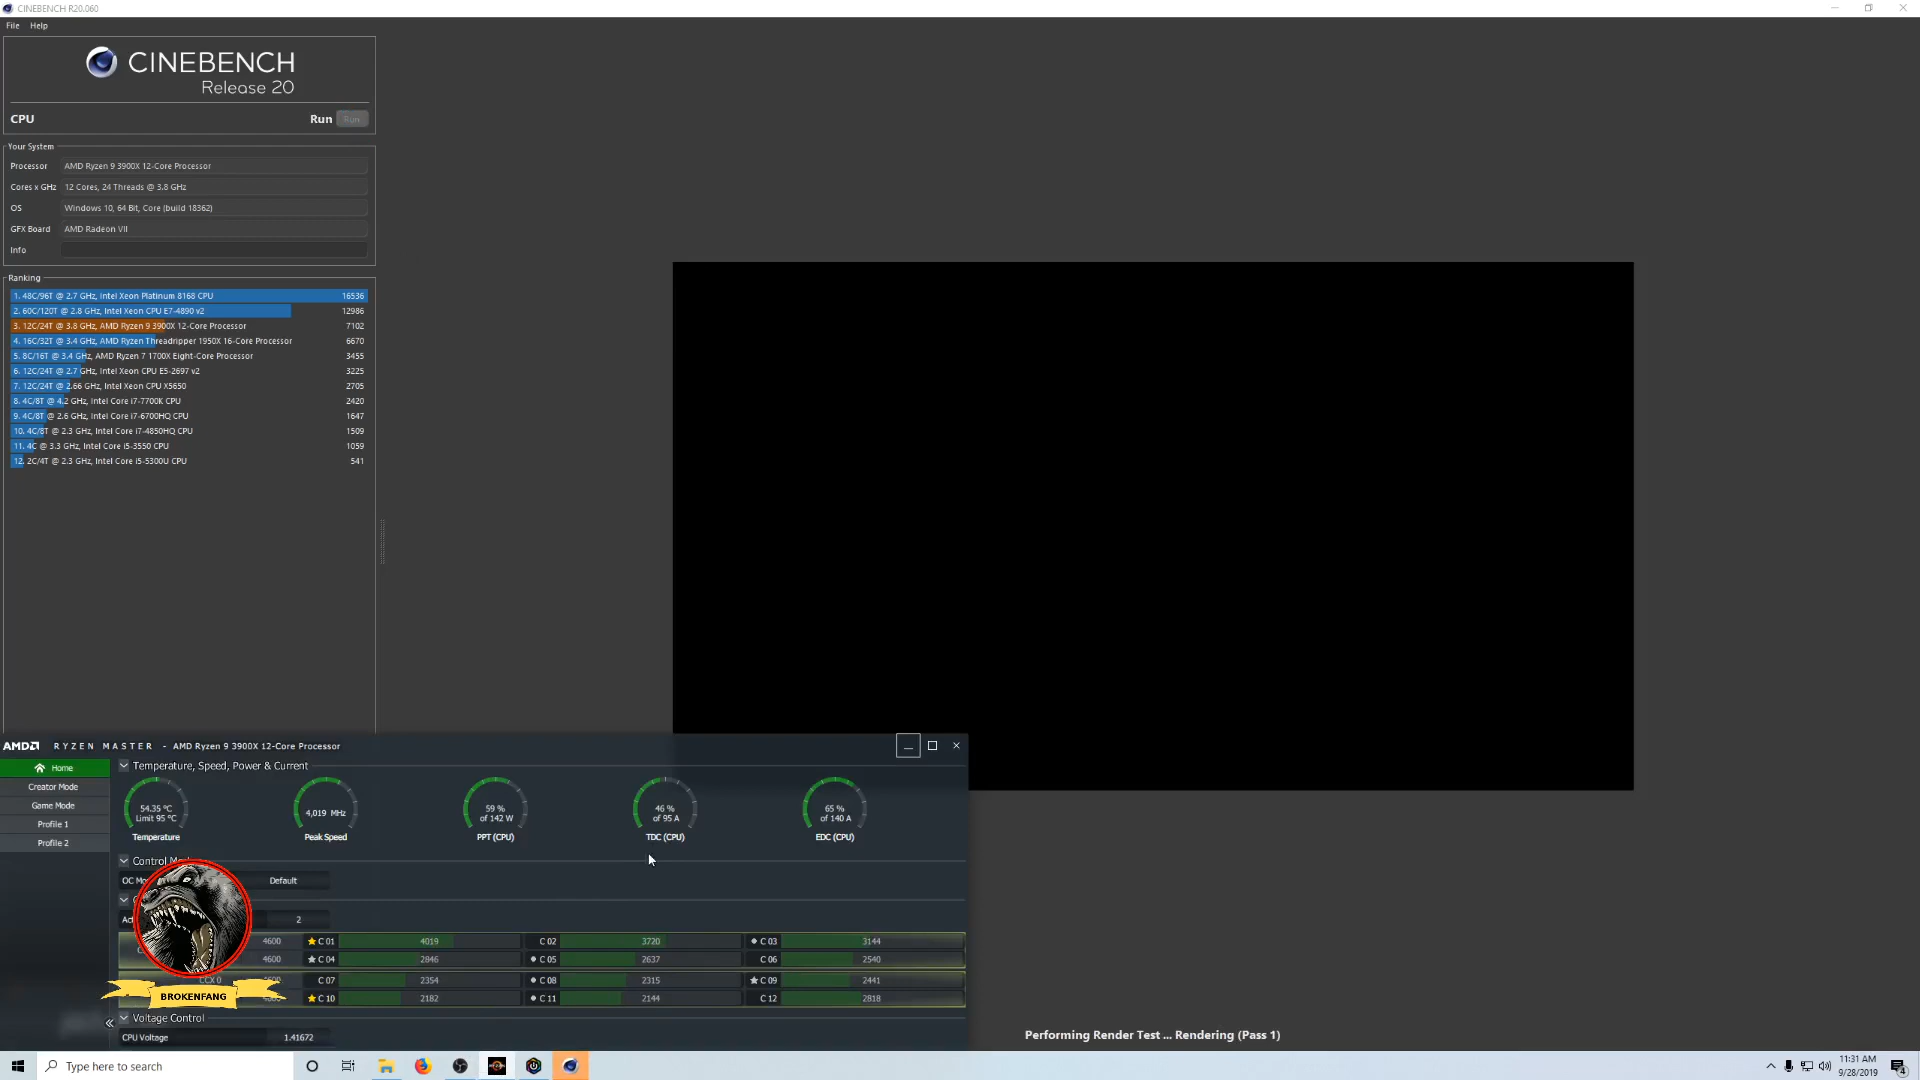 CINEBENCH R20.060
File Help
CINEBENCH
Release 20
CPU Run Run
Your System
Processor AMD Ryzen 9 3900X 12-Core Processor
Cores x GHz 12 Cores, 24 Threads @ 3.8 GHz
OS Windows 10, 64 Bit, Core (build 18362)
GFX Board AMD Radeon VII
Info
Ranking
1. 48C/96T @ 2.7 GHz, Intel Xeon Platinum 8168 CPU 16536
2. 60C/120T @ 2.8 GHz, Intel Xeon CPU E7-4890 v2 12986
3. 12C/24T @ 3.8 GHz, AMD Ryzen 9 3900X 12-Core Processor 7102
4. 16C/32T @ 3.4 GHz, AMD Ryzen Threadripper 1950X 16-Core Processor 6670
5. 8C/16T @ 3.4 GHz, AMD Ryzen 7 1700X Eight-Core Processor 3455
6. 12C/24T @ 2.7 GHz, Intel Xeon CPU E5-2697 v2 3225
7. 12C/24T @ 2.66 GHz, Intel Xeon CPU X5650 2705
8. 4C/8T @ 4.2 GHz, Intel Core i7-7700K CPU 2420
9. 4C/8T @ 2.6 GHz, Intel Core i7-6700HQ CPU 1647
10. 4C/8T @ 2.3 GHz, Intel Core i7-4850HQ CPU 1509
11. 4C @ 3.3 GHz, Intel Core i5-3550 CPU 1059
12. 2C/4T @ 2.3 GHz, Intel Core i5-5300U CPU 541
AMD RYZEN MASTER - AMD Ryzen 9 3900X 12-Core Processor
Home
Creator Mode
Game Mode
Profile 1
Profile 2
Temperature, Speed, Power & Current
54.35 °C
Limit 95 °C
Temperature
4,019 MHz
Peak Speed
59 %
of 142 W
PPT (CPU)
46 %
of 95 A
TDC (CPU)
65 %
of 140 A
EDC (CPU)
Control
OC Default
2
4600 C 01 4019 C 02 3720 C 03 3144
4600 C 04 2846 C 05 2637 C 06 2540
CCX 0 C 07 2354 C 08 2315 C 09 2441
C 10 2182 C 11 2144 C 12 2818
BROKENFANG
Voltage Control
CPU Voltage 1.41672
Performing Render Test ... Rendering (Pass 1)
Type here to search
11:31 AM
9/28/2019
4